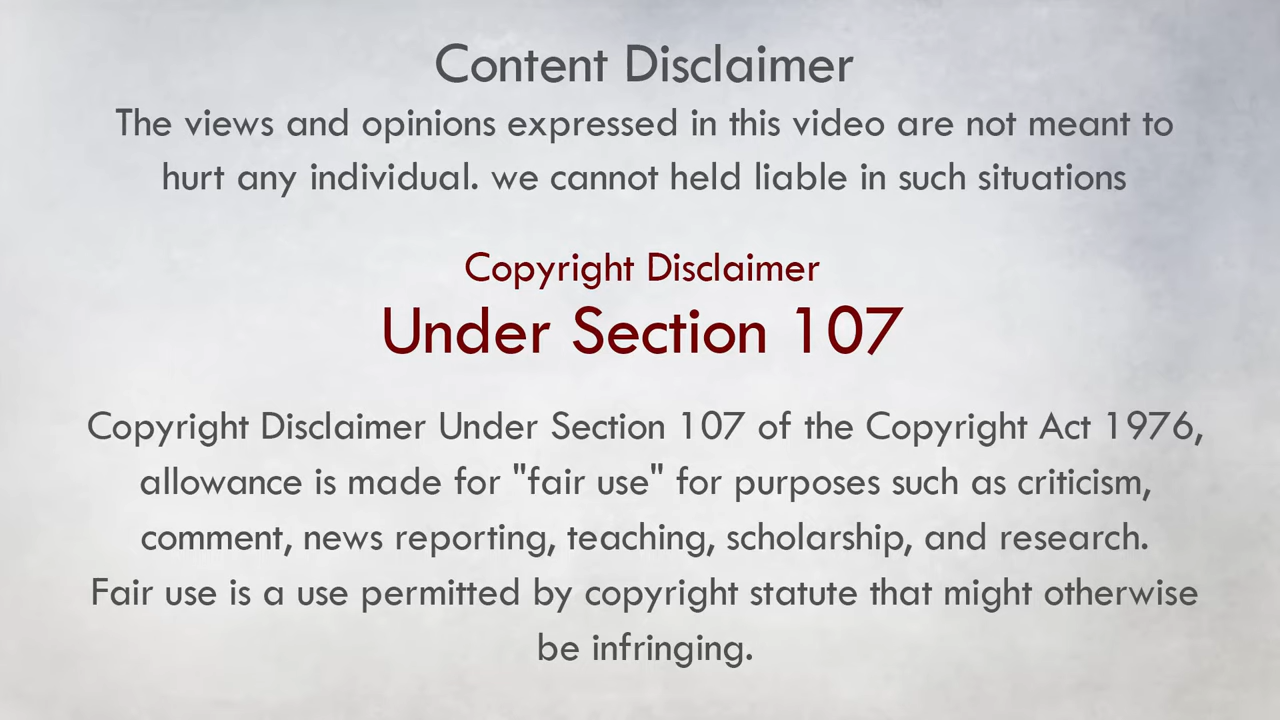 Content Disclaimer
The views and opinions expressed in this video are not meant to
hurt any individual. we cannot held liable in such situations
Copyright Disclaimer
Under Section 107
Copyright Disclaimer Under Section 107 of the Copyright Act 1976,
allowance is made for "fair use" for purposes such as criticism,
comment, news reporting, teaching, scholarship, and research.
Fair use is a use permitted by copyright statute that might otherwise
be infringing.